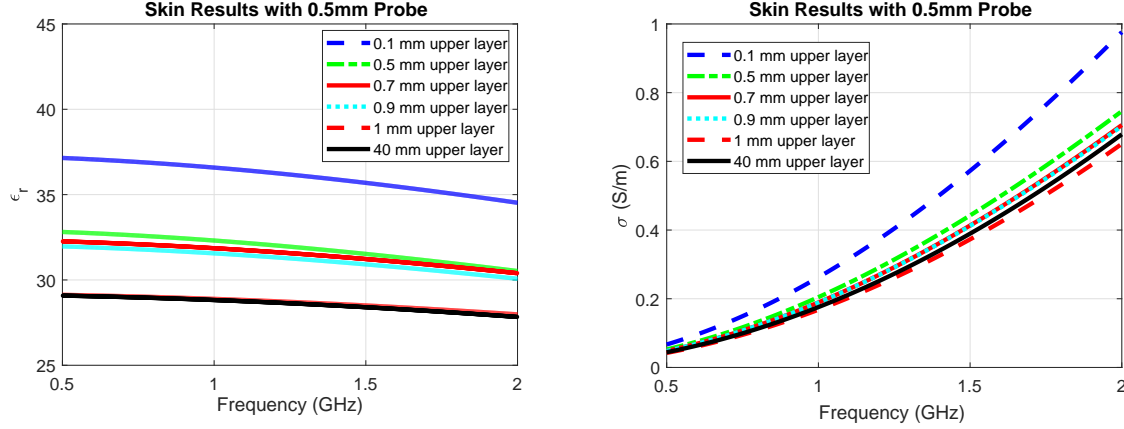 Skin Results with 0.5mm Probe
45
40
35
30
25
ϵr
0.1 mm upper layer
0.5 mm upper layer
0.7 mm upper layer
0.9 mm upper layer
1 mm upper layer
40 mm upper layer
0.5
1
1.5
2
Frequency (GHz)
Skin Results with 0.5mm Probe
1
0.8
0.6
0.4
0.2
0
σ (S/m)
0.1 mm upper layer
0.5 mm upper layer
0.7 mm upper layer
0.9 mm upper layer
1 mm upper layer
40 mm upper layer
0.5
1
1.5
2
Frequency (GHz)